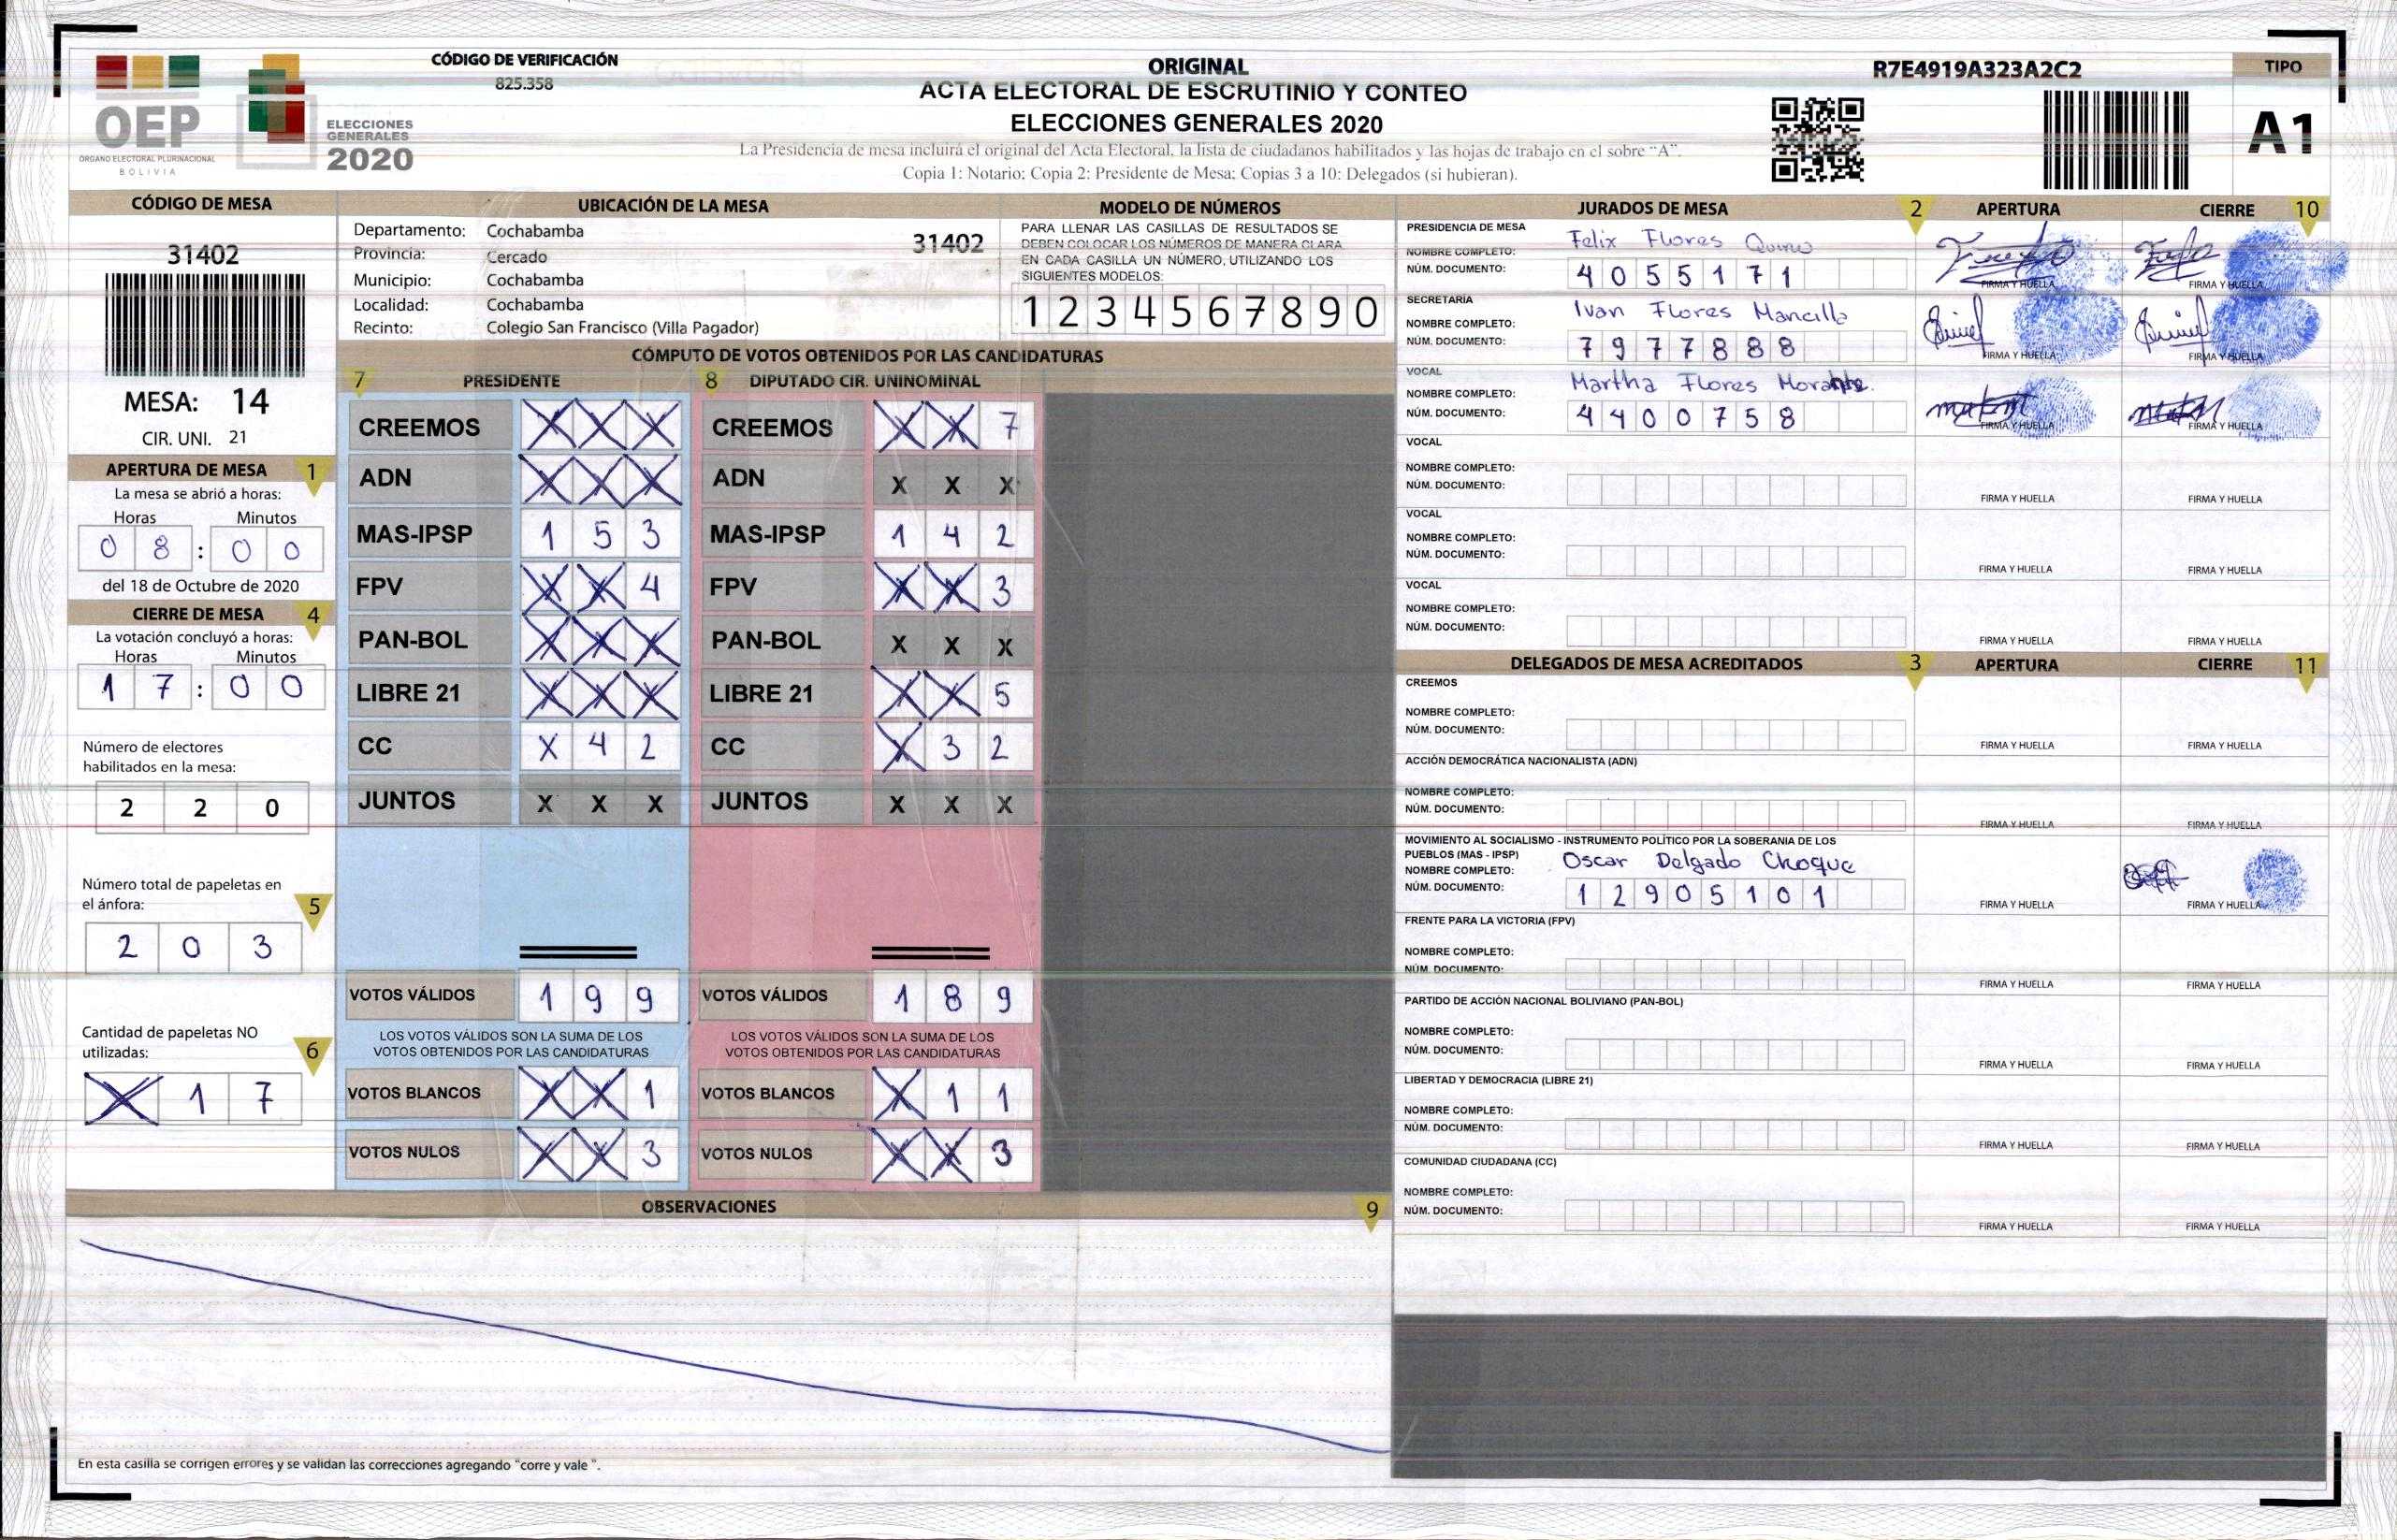 CÓDIGO DE VERIFICACIÓN
825.358
ORIGINAL
ACTA ELECTORAL DE ESCRUTINIO Y CONTEO
ELECCIONES GENERALES 2020
La Presidencia de mesa incluirá el original del Acta Electoral, la lista de ciudadanos habilitados y las hojas de trabajo en el sobre "A".
Copia 1: Notario; Copia 2: Presidente de Mesa; Copias 3 a 10: Delegados (si hubieran).
R7E4919A323A2C2
TIPO
A1
OEP
ÓRGANO ELECTORAL PLURINACIONAL
BOLIVIA
ELECCIONES
GENERALES
2020
CÓDIGO DE MESA
31402
MESA: 14
CIR. UNI. 21
APERTURA DE MESA 1
La mesa se abrió a horas:
Horas Minutos
0 8 : 0 0
del 18 de Octubre de 2020
CIERRE DE MESA 4
La votación concluyó a horas:
Horas Minutos
1 7 : 0 0
Número de electores
habilitados en la mesa:
2 2 0
Número total de papeletas en
el ánfora: 5
2 0 3
Cantidad de papeletas NO
utilizadas: 6
X 1 7
UBICACIÓN DE LA MESA
Departamento: Cochabamba
31402
Provincia: Cercado
Municipio: Cochabamba
Localidad: Cochabamba
Recinto: Colegio San Francisco (Villa Pagador)
MODELO DE NÚMEROS
PARA LLENAR LAS CASILLAS DE RESULTADOS SE
DEBEN COLOCAR LOS NÚMEROS DE MANERA CLARA
EN CADA CASILLA UN NÚMERO, UTILIZANDO LOS
SIGUIENTES MODELOS:
1 2 3 4 5 6 7 8 9 0
CÓMPUTO DE VOTOS OBTENIDOS POR LAS CANDIDATURAS
7 PRESIDENTE 8 DIPUTADO CIR. UNINOMINAL
CREEMOS X X X CREEMOS X X 7
ADN X X X ADN X X X
MAS-IPSP 1 5 3 MAS-IPSP 1 4 2
FPV X X 4 FPV X X 3
PAN-BOL X X X PAN-BOL X X X
LIBRE 21 X X X LIBRE 21 X X 5
CC X 4 2 CC X 3 2
JUNTOS X X X JUNTOS X X X
VOTOS VÁLIDOS 1 9 9 VOTOS VÁLIDOS 1 8 9
LOS VOTOS VÁLIDOS SON LA SUMA DE LOS LOS VOTOS VÁLIDOS SON LA SUMA DE LOS
VOTOS OBTENIDOS POR LAS CANDIDATURAS VOTOS OBTENIDOS POR LAS CANDIDATURAS
VOTOS BLANCOS X X 1 VOTOS BLANCOS X 1 1
VOTOS NULOS X X 3 VOTOS NULOS X X 3
OBSERVACIONES 9
En esta casilla se corrigen errores y se validan las correcciones agregando "corre y vale ".
JURADOS DE MESA 2 APERTURA CIERRE 10
PRESIDENCIA DE MESA
NOMBRE COMPLETO: Felix Flores
NÚM. DOCUMENTO: 4 0 5 5 1 7 1
FIRMA Y HUELLA FIRMA Y HUELLA
SECRETARÍA
NOMBRE COMPLETO: Ivan Flores Mancilla
NÚM. DOCUMENTO: 7 9 7 7 8 8 8
FIRMA Y HUELLA FIRMA Y HUELLA
VOCAL
NOMBRE COMPLETO: Martha Flores
NÚM. DOCUMENTO: 4 4 0 0 7 5 8
FIRMA Y HUELLA FIRMA Y HUELLA
VOCAL
NOMBRE COMPLETO:
NÚM. DOCUMENTO:
FIRMA Y HUELLA FIRMA Y HUELLA
VOCAL
NOMBRE COMPLETO:
NÚM. DOCUMENTO:
FIRMA Y HUELLA FIRMA Y HUELLA
VOCAL
NOMBRE COMPLETO:
NÚM. DOCUMENTO:
FIRMA Y HUELLA FIRMA Y HUELLA
DELEGADOS DE MESA ACREDITADOS 3 APERTURA CIERRE 11
CREEMOS
NOMBRE COMPLETO:
NÚM. DOCUMENTO:
FIRMA Y HUELLA FIRMA Y HUELLA
ACCIÓN DEMOCRÁTICA NACIONALISTA (ADN)
NOMBRE COMPLETO:
NÚM. DOCUMENTO:
FIRMA Y HUELLA FIRMA Y HUELLA
MOVIMIENTO AL SOCIALISMO - INSTRUMENTO POLÍTICO POR LA SOBERANIA DE LOS
PUEBLOS (MAS - IPSP)
NOMBRE COMPLETO: Oscar Delgado Choque
NÚM. DOCUMENTO: 1 2 9 0 5 1 0 1
FIRMA Y HUELLA FIRMA Y HUELLA
FRENTE PARA LA VICTORIA (FPV)
NOMBRE COMPLETO:
NÚM. DOCUMENTO:
FIRMA Y HUELLA FIRMA Y HUELLA
PARTIDO DE ACCIÓN NACIONAL BOLIVIANO (PAN-BOL)
NOMBRE COMPLETO:
NÚM. DOCUMENTO:
FIRMA Y HUELLA FIRMA Y HUELLA
LIBERTAD Y DEMOCRACIA (LIBRE 21)
NOMBRE COMPLETO:
NÚM. DOCUMENTO:
FIRMA Y HUELLA FIRMA Y HUELLA
COMUNIDAD CIUDADANA (CC)
NOMBRE COMPLETO:
NÚM. DOCUMENTO:
FIRMA Y HUELLA FIRMA Y HUELLA